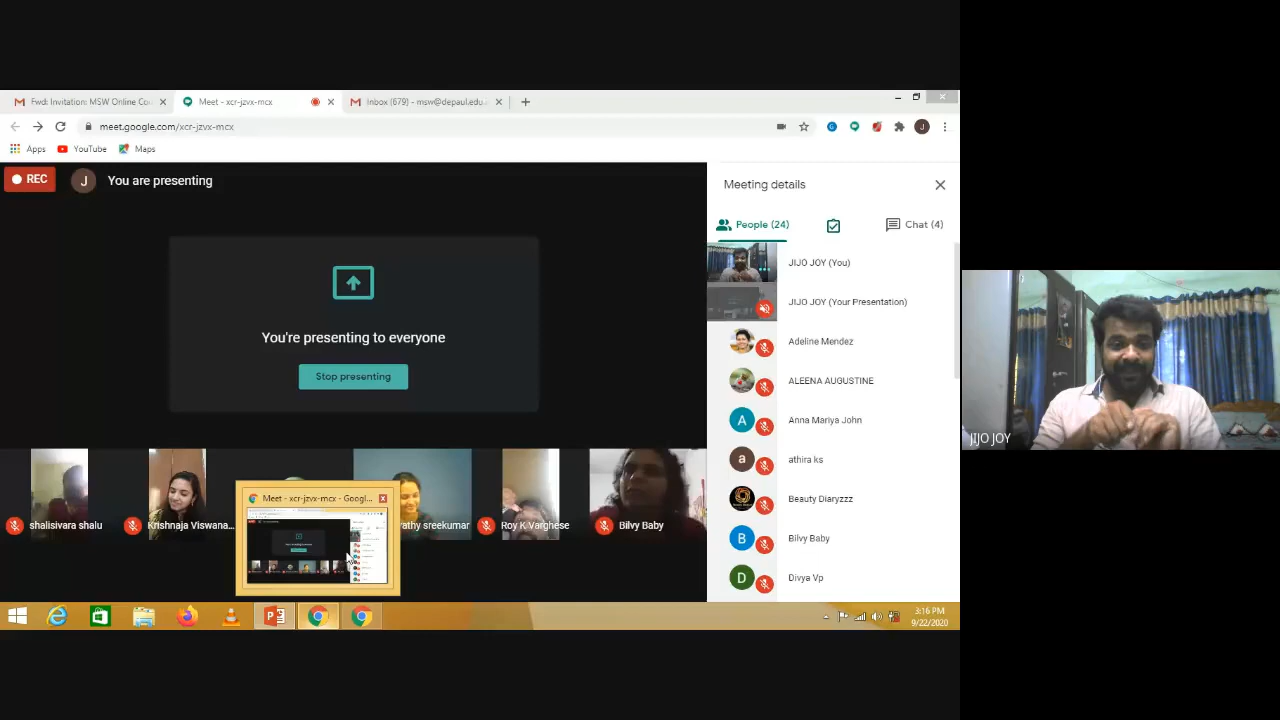 Fwd: Invitation: MSW Online Cou
Meet - xcr-jzvx-mcx
Inbox (679) - msw@depaul.edu.
meet.google.com/xcr-jzvx-mcx
J
Apps
YouTube
Maps
REC
J
You are presenting
You're presenting to everyone
Stop presenting
Meeting details
People (24)
Chat (4)
JIJO JOY (You)
JIJO JOY (Your Presentation)
Adeline Mendez
ALEENA AUGUSTINE
A
Anna Mariya John
a
athira ks
Beauty Diaryzzz
B
Bilvy Baby
D
Divya Vp
shalisivara shalu
Krishnaja Viswana...
Meet - xcr-jzvx-mcx - Googl...
athy sreekumar
Roy K Varghese
Bilvy Baby
3:16 PM
9/22/2020
JIJO JOY